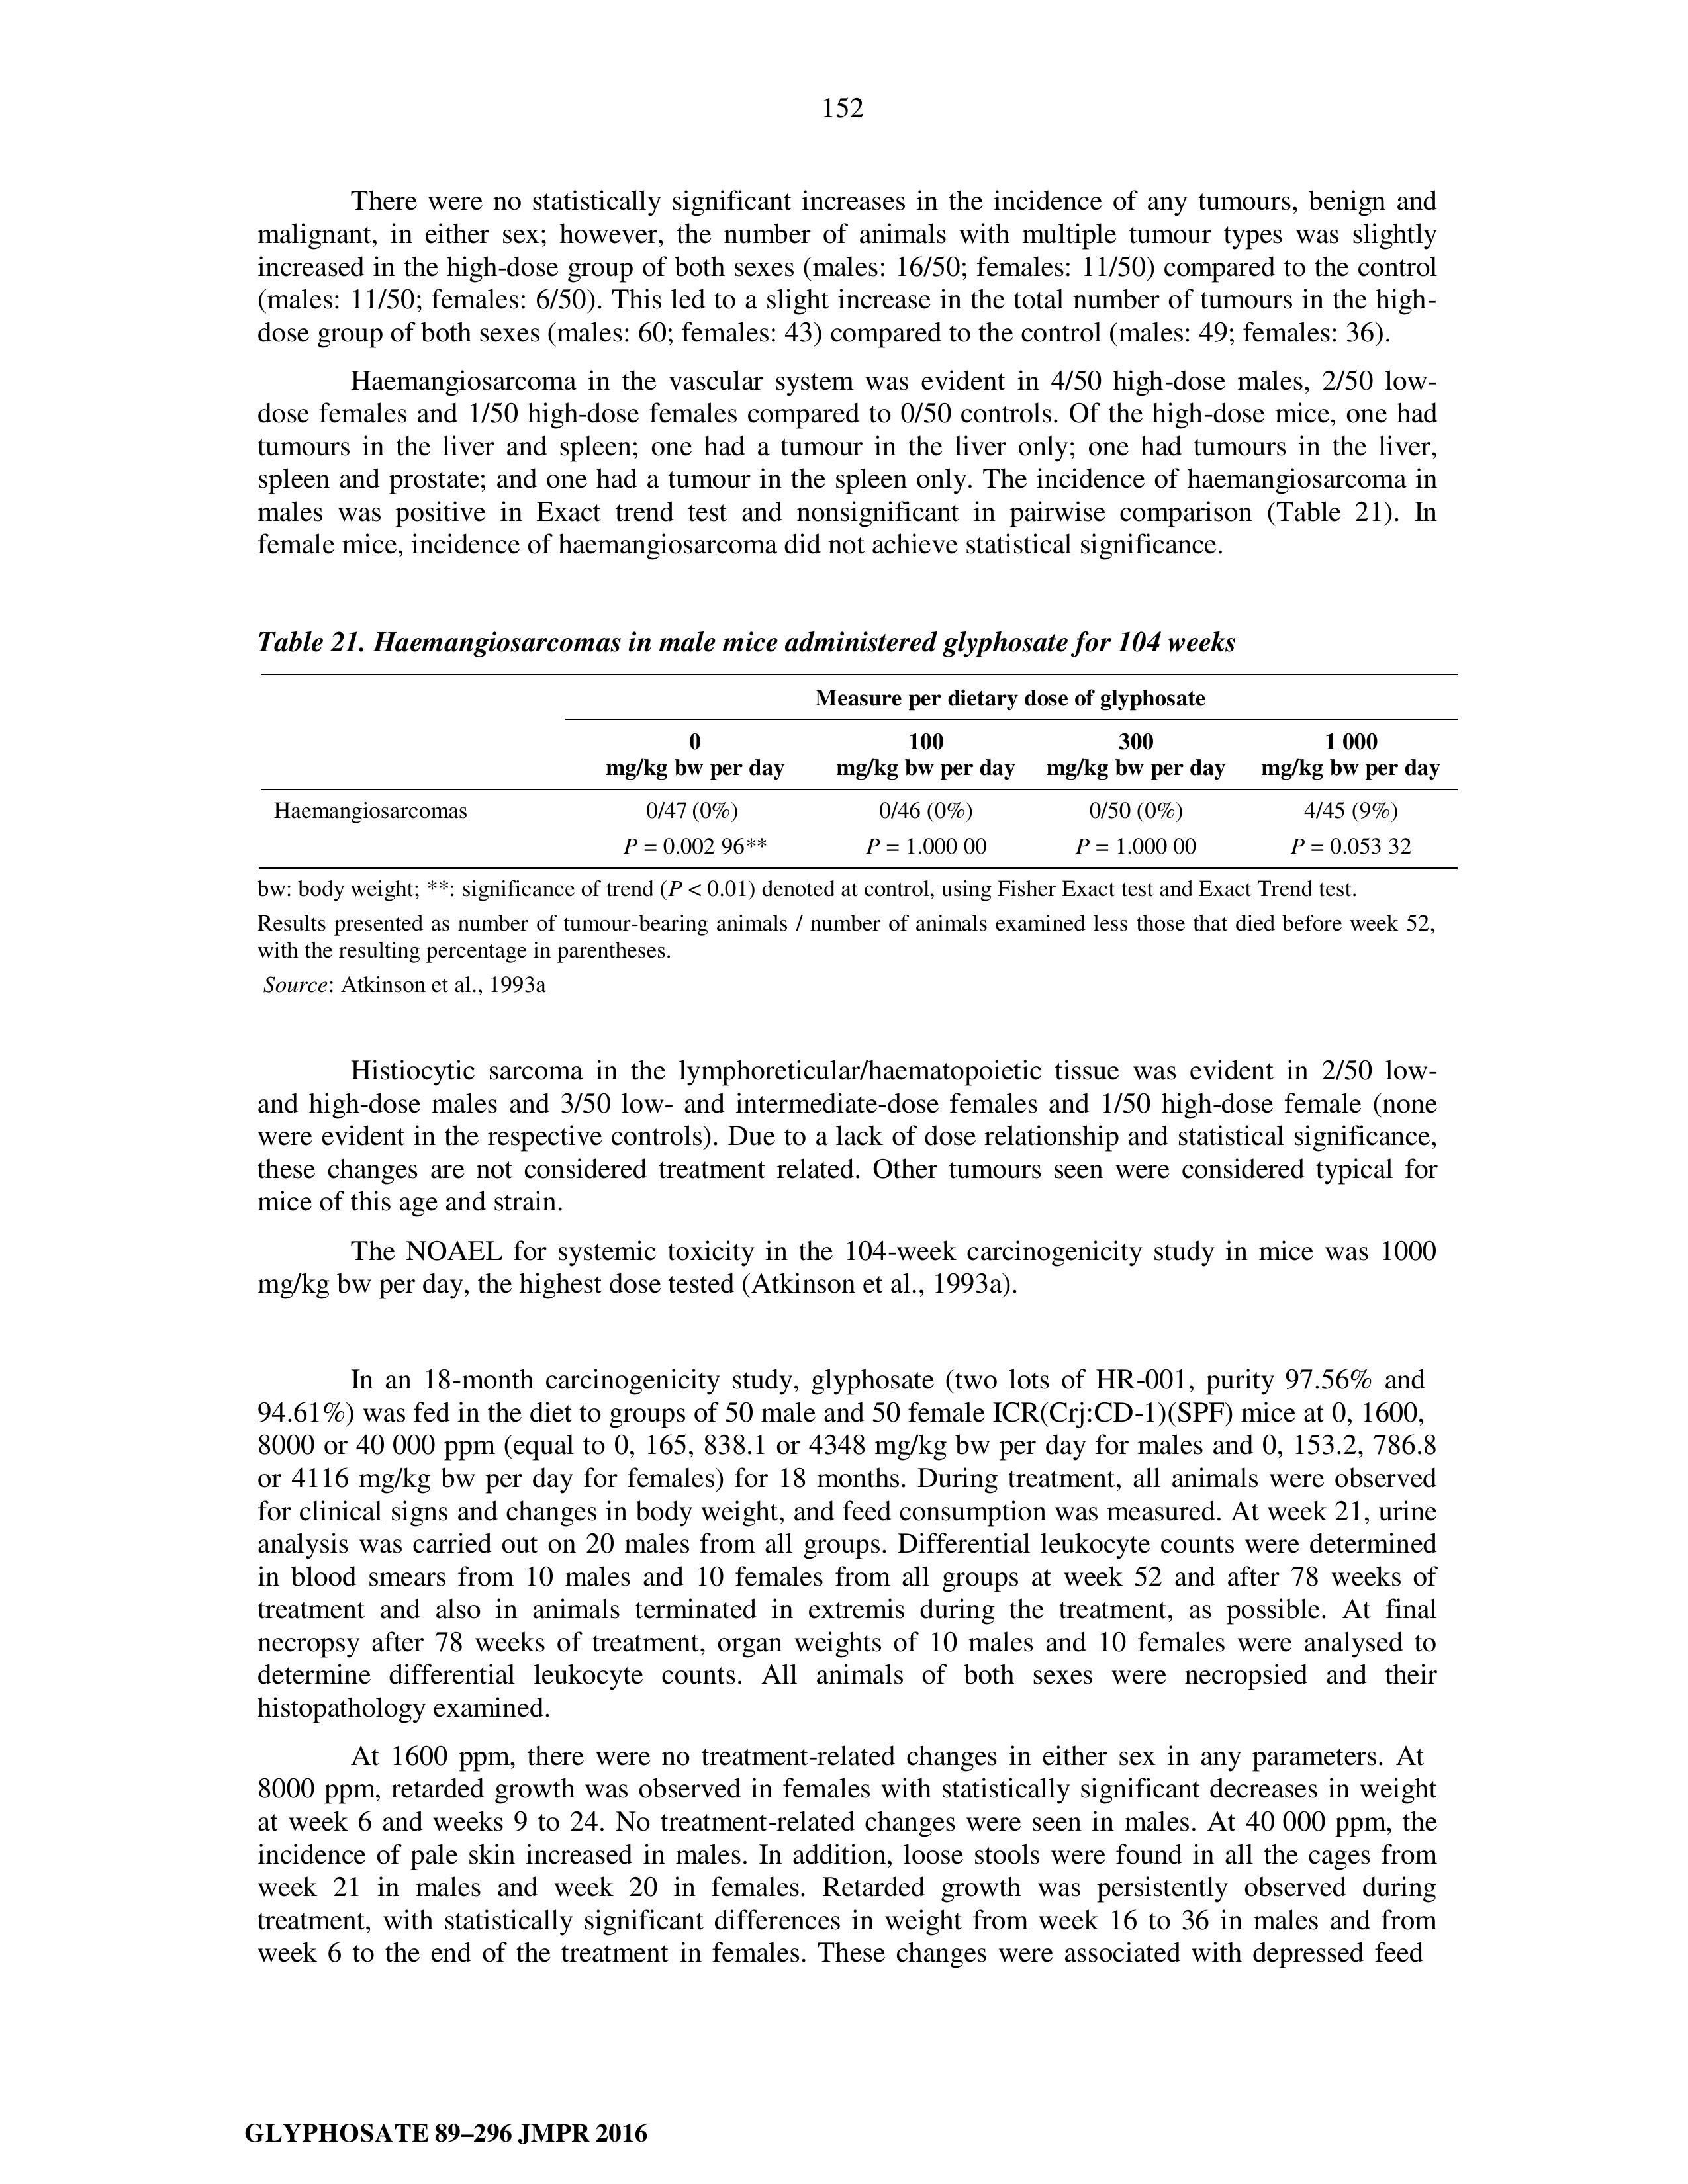 152
There were no statistically significant increases in the incidence of any tumours, benign and
malignant, in either sex; however, the number of animals with multiple tumour types was slightly
increased in the high-dose group of both sexes (males: 16/50; females: 11/50) compared to the control
(males: 11/50; females: 6/50). This led to a slight increase in the total number of tumours in the high-
dose group of both sexes (males: 60; females: 43) compared to the control (males: 49; females: 36).
Haemangiosarcoma in the vascular system was evident in 4/50 high-dose males, 2/50 low-
dose females and 1/50 high-dose females compared to 0/50 controls. Of the high-dose mice, one had
tumours in the liver and spleen; one had a tumour in the liver only; one had tumours in the liver,
spleen and prostate; and one had a tumour in the spleen only. The incidence of haemangiosarcoma in
males was positive in Exact trend test and nonsignificant in pairwise comparison (Table 21). In
female mice, incidence of haemangiosarcoma did not achieve statistical significance.
Table 21. Haemangiosarcomas in male mice administered glyphosate for 104 weeks
Measure per dietary dose of glyphosate
0 100 300 1 000
mg/kg bw per day mg/kg bw per day mg/kg bw per day mg/kg bw per day
Haemangiosarcomas 0/47 (0%) 0/46 (0%) 0/50 (0%) 4/45 (9%)
P = 0.002 96** P = 1.000 00 P = 1.000 00 P = 0.053 32
bw: body weight; **: significance of trend (P < 0.01) denoted at control, using Fisher Exact test and Exact Trend test.
Results presented as number of tumour-bearing animals / number of animals examined less those that died before week 52,
with the resulting percentage in parentheses.
Source: Atkinson et al., 1993a
Histiocytic sarcoma in the lymphoreticular/haematopoietic tissue was evident in 2/50 low-
and high-dose males and 3/50 low- and intermediate-dose females and 1/50 high-dose female (none
were evident in the respective controls). Due to a lack of dose relationship and statistical significance,
these changes are not considered treatment related. Other tumours seen were considered typical for
mice of this age and strain.
The NOAEL for systemic toxicity in the 104-week carcinogenicity study in mice was 1000
mg/kg bw per day, the highest dose tested (Atkinson et al., 1993a).
In an 18-month carcinogenicity study, glyphosate (two lots of HR-001, purity 97.56% and
94.61%) was fed in the diet to groups of 50 male and 50 female ICR(Crj:CD-1)(SPF) mice at 0, 1600,
8000 or 40 000 ppm (equal to 0, 165, 838.1 or 4348 mg/kg bw per day for males and 0, 153.2, 786.8
or 4116 mg/kg bw per day for females) for 18 months. During treatment, all animals were observed
for clinical signs and changes in body weight, and feed consumption was measured. At week 21, urine
analysis was carried out on 20 males from all groups. Differential leukocyte counts were determined
in blood smears from 10 males and 10 females from all groups at week 52 and after 78 weeks of
treatment and also in animals terminated in extremis during the treatment, as possible. At final
necropsy after 78 weeks of treatment, organ weights of 10 males and 10 females were analysed to
determine differential leukocyte counts. All animals of both sexes were necropsied and their
histopathology examined.
At 1600 ppm, there were no treatment-related changes in either sex in any parameters. At
8000 ppm, retarded growth was observed in females with statistically significant decreases in weight
at week 6 and weeks 9 to 24. No treatment-related changes were seen in males. At 40 000 ppm, the
incidence of pale skin increased in males. In addition, loose stools were found in all the cages from
week 21 in males and week 20 in females. Retarded growth was persistently observed during
treatment, with statistically significant differences in weight from week 16 to 36 in males and from
week 6 to the end of the treatment in females. These changes were associated with depressed feed
GLYPHOSATE 89–296 JMPR 2016